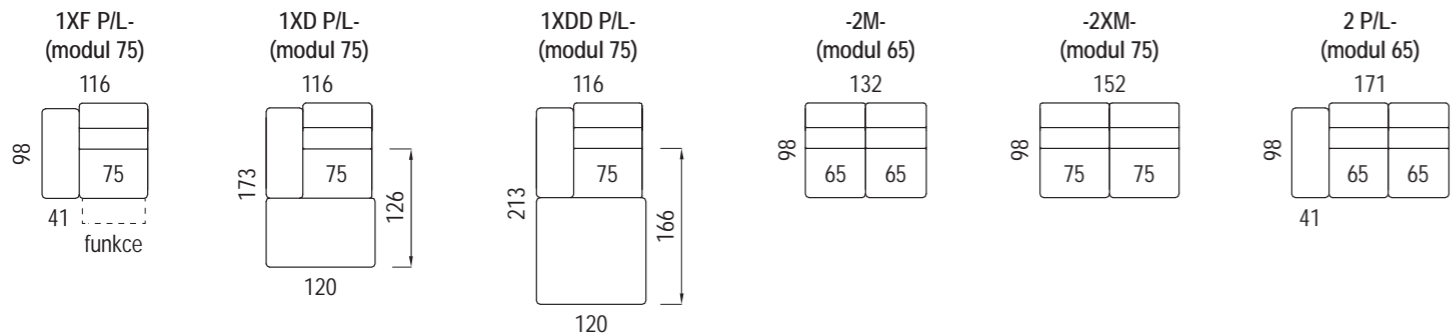 1XF P/L-
(modul 75)
116
98
75
41
funkce
1XD P/L-
(modul 75)
116
173
75
126
120
1XDD P/L-
(modul 75)
116
213
75
166
120
-2M-
(modul 65)
132
98
65 65
-2XM-
(modul 75)
152
98
75 75
2 P/L-
(modul 65)
171
98
65 65
41